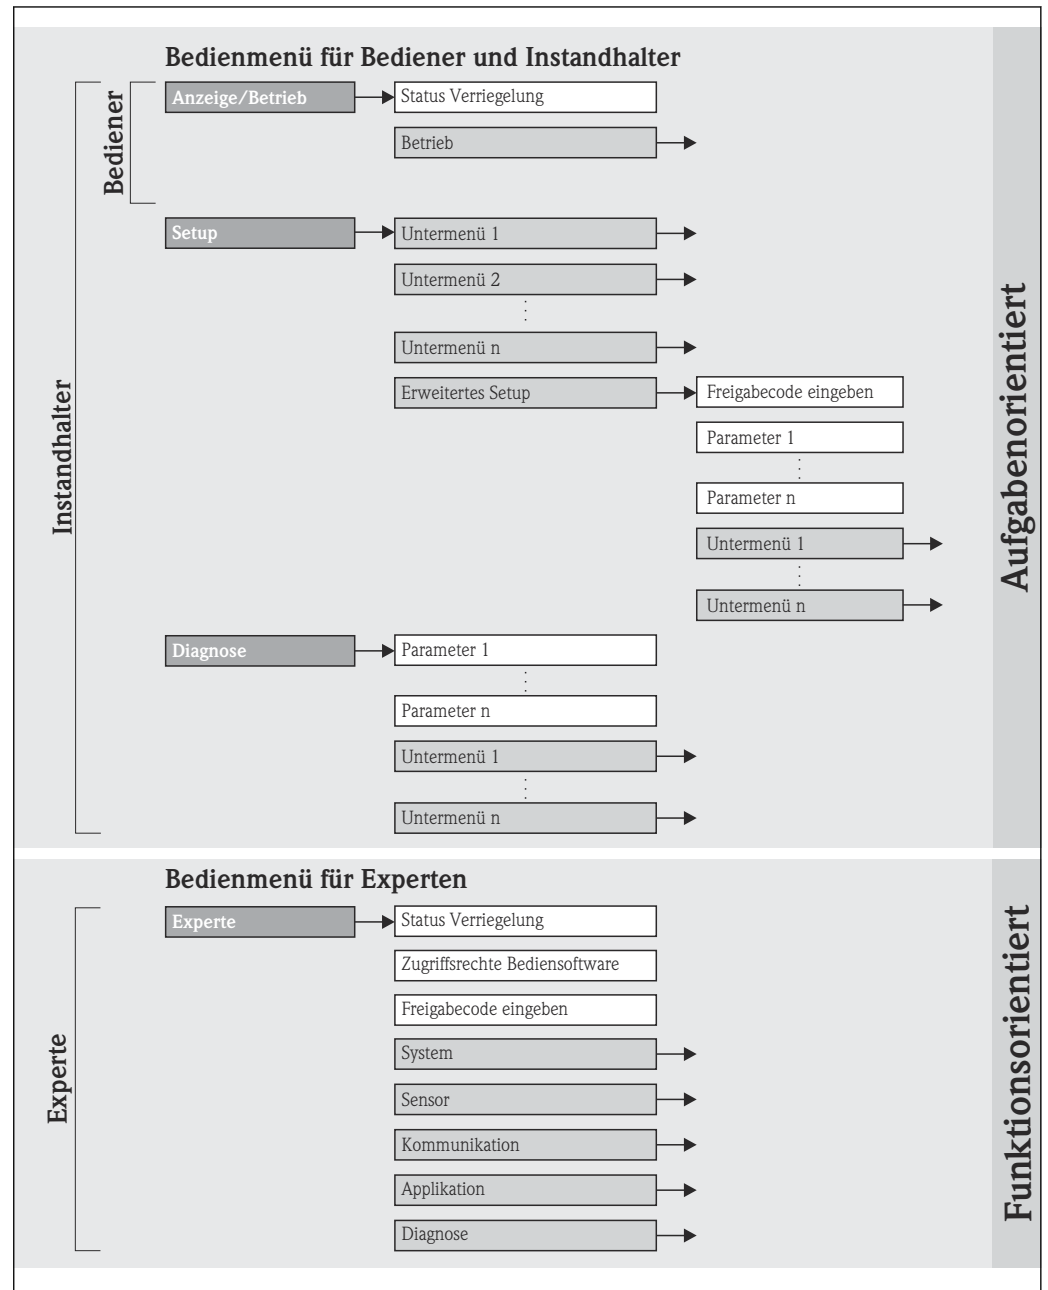 Bedienmenü für Bediener und Instandhalter
Bediener
Instandhalter
Aufgabenorientiert
Anzeige/Betrieb
Status Verriegelung
Betrieb
Setup
Untermenü 1
Untermenü 2
Untermenü n
Erweitertes Setup
Freigabecode eingeben
Parameter 1
Parameter n
Untermenü 1
Untermenü n
Diagnose
Parameter 1
Parameter n
Untermenü 1
Untermenü n
Bedienmenü für Experten
Experte
Funktionsorientiert
Experte
Status Verriegelung
Zugriffsrechte Bediensoftware
Freigabecode eingeben
System
Sensor
Kommunikation
Applikation
Diagnose